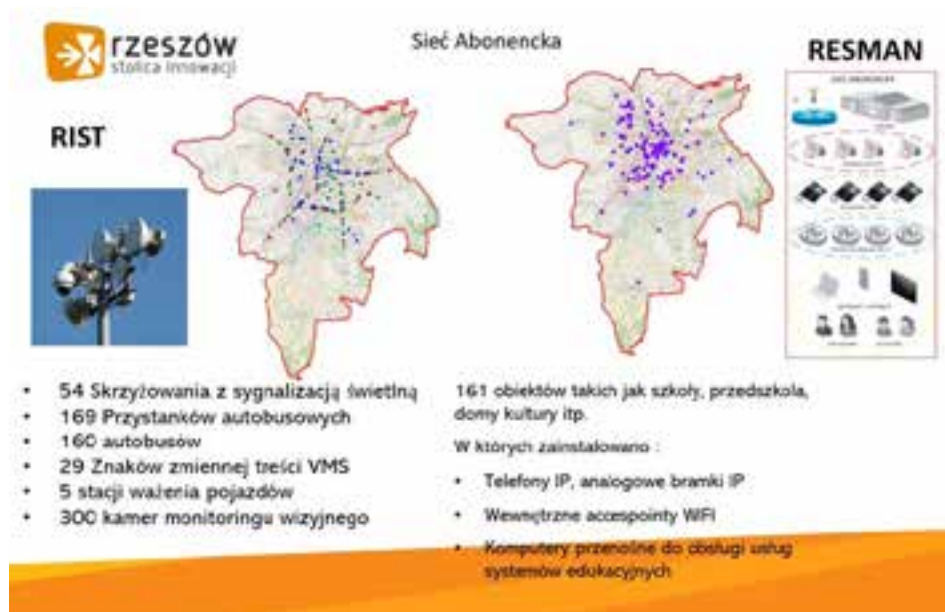 rzeszów
stolica innowacji
Sieć Abonencka
RESMAN
RIST
• 54 Skrzyżowania z sygnalizacją świetlną
• 169 Przystanków autobusowych
• 160 autobusów
• 29 Znaków zmiennej treści VMS
• 5 stacji ważenia pojazdów
• 300 kamer monitoringu wizyjnego
161 obiektów takich jak szkoły, przedszkola,
domy kultury itp.
W których zainstalowano :
• Telefony IP, analogowe bramki IP
• Wewnętrzne accespointy WIFI
• Komputery przenolne do obsługi usług
systemów edukacyjnych